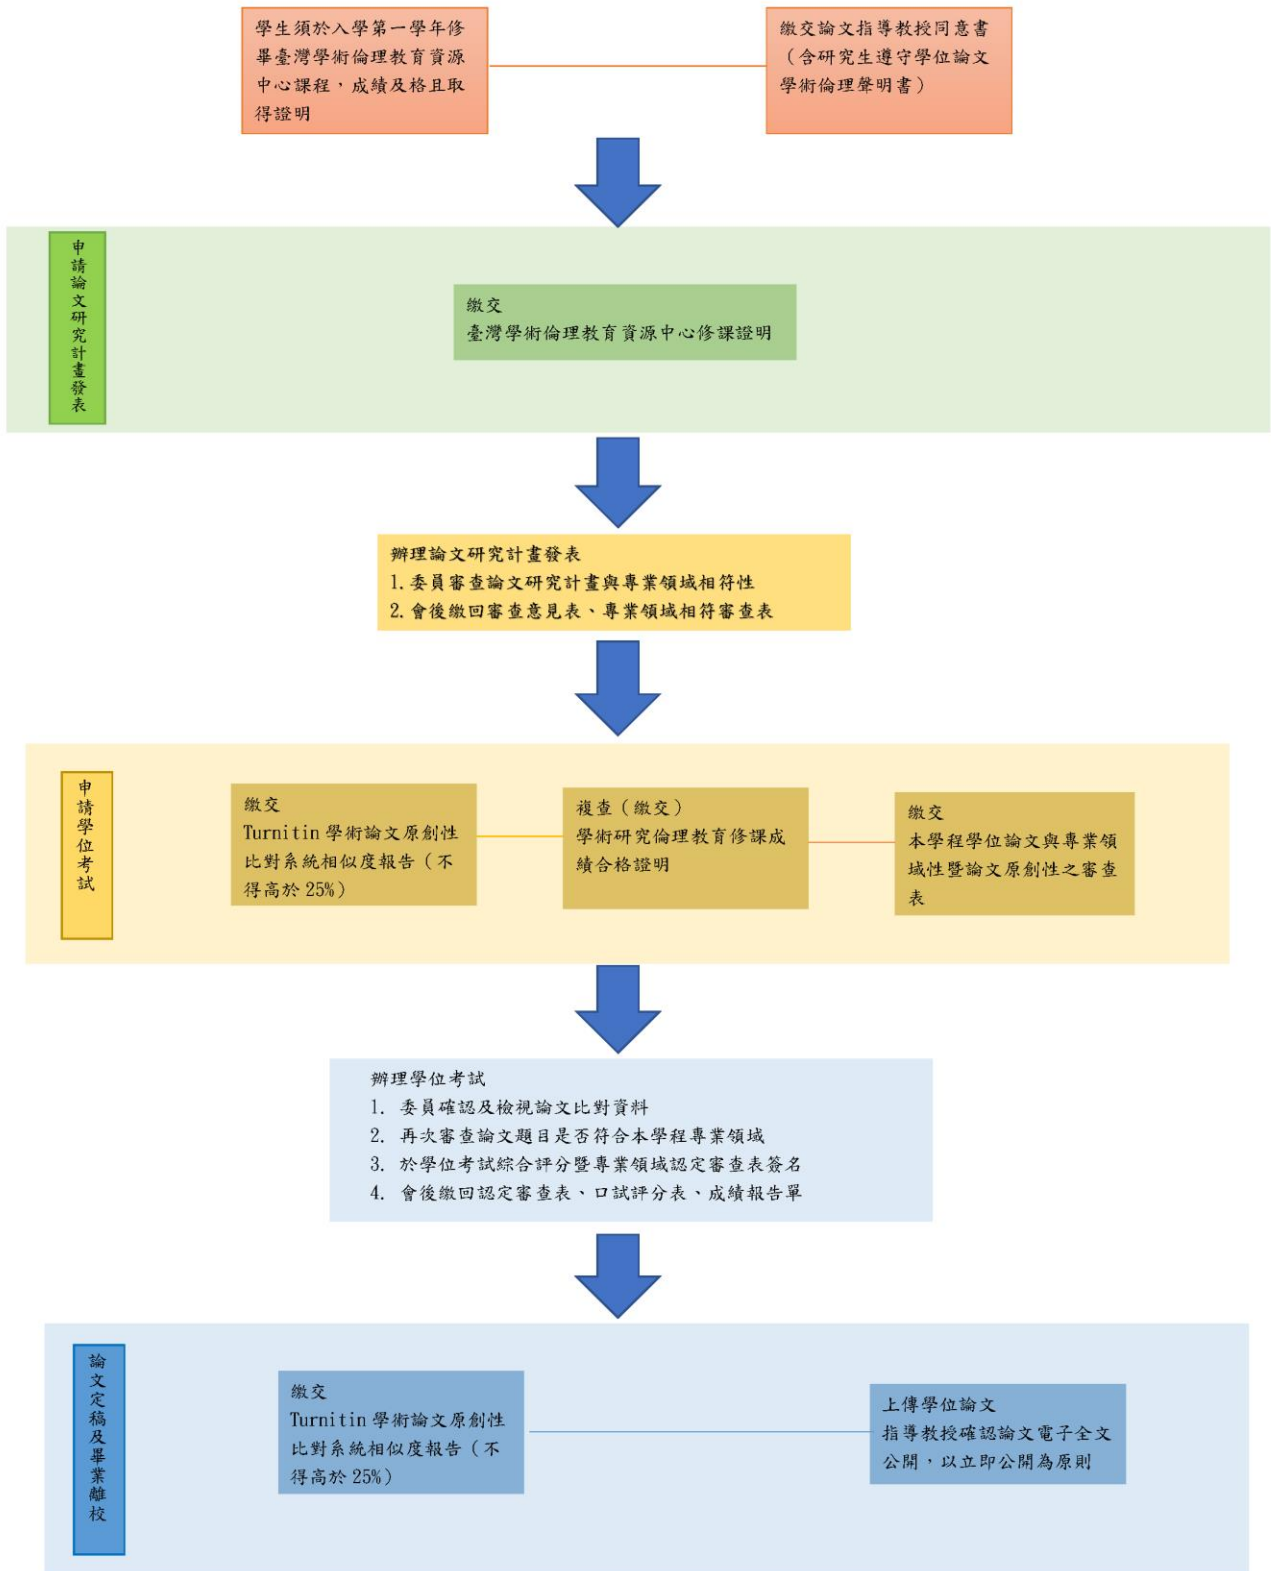 學生須於入學第一學年修
畢臺灣學術倫理教育資源
中心課程，成績及格且取
得證明
繳交論文指導教授同意書
（含研究生遵守學位論文
學術倫理聲明書）
申請論文研究計畫發表
繳交
臺灣學術倫理教育資源中心修課證明
辦理論文研究計畫發表
1. 委員審查論文研究計畫與專業領域相符性
2. 會後繳回審查意見表、專業領域相符審查表
申請學位考試
繳交
Turnitin 學術論文原創性
比對系統相似度報告（不
得高於 25%）
複查（繳交）
學術研究倫理教育修課成
績合格證明
繳交
本學程學位論文與專業領
域性暨論文原創性之審查
表
辦理學位考試
1. 委員確認及檢視論文比對資料
2. 再次審查論文題目是否符合本學程專業領域
3. 於學位考試綜合評分暨專業領域認定審查表簽名
4. 會後繳回認定審查表、口試評分表、成績報告單
論文定稿及畢業離校
繳交
Turnitin 學術論文原創性
比對系統相似度報告（不
得高於 25%）
上傳學位論文
指導教授確認論文電子全文
公開，以立即公開為原則